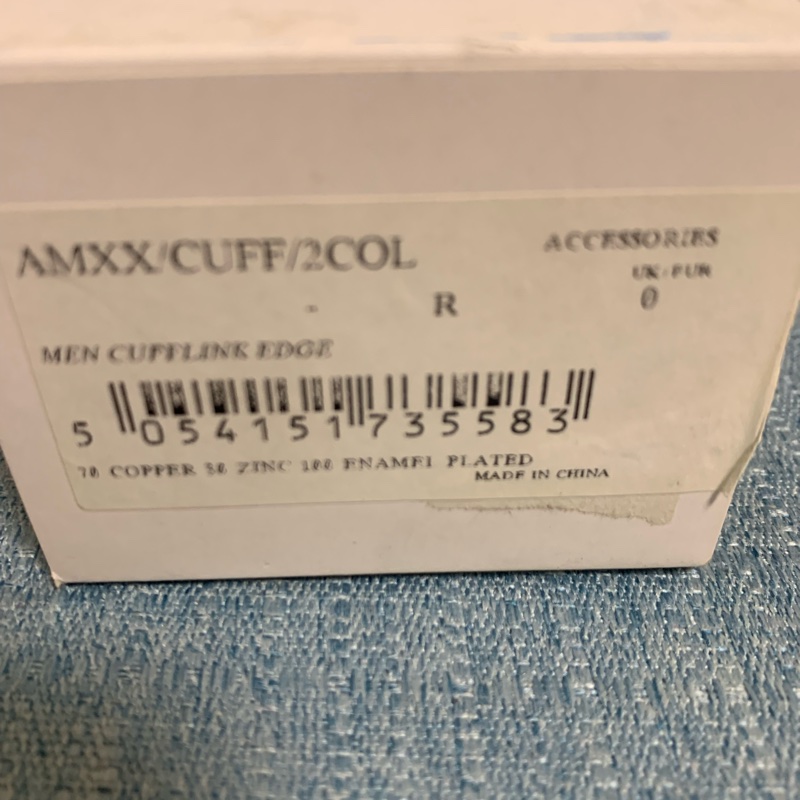 AMXX/CUFF/2COL
ACCESSORIES
UK-EUR
- R 0
MEN CUFFLINK EDGE
5 054151 735583
70 COPPER 30 ZINC 100 ENAMEL PLATED
MADE IN CHINA